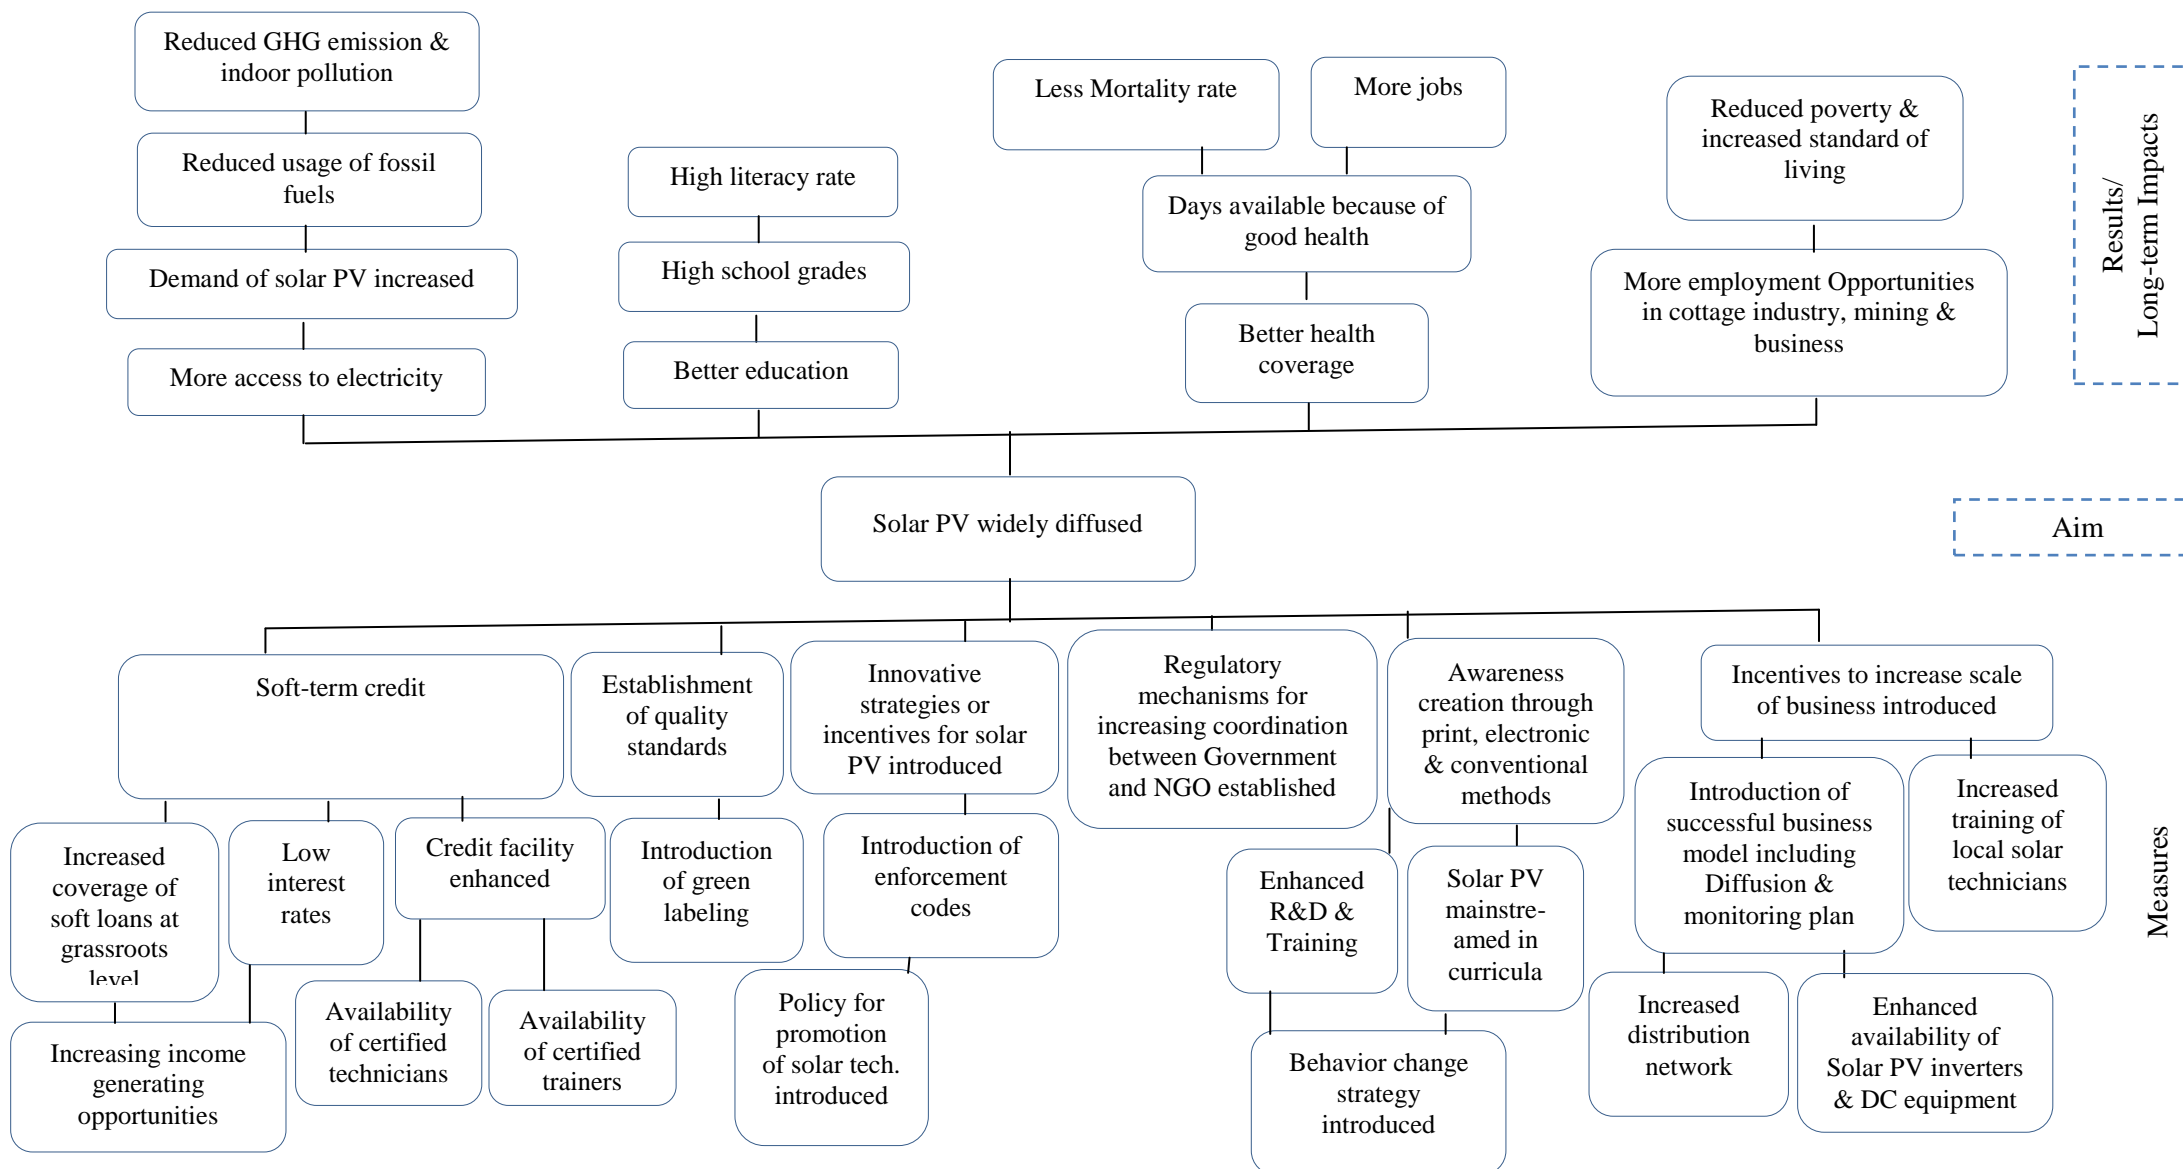 Reduced GHG emission &
indoor pollution
Less Mortality rate
More jobs
Reduced poverty &
increased standard of
living
Results/
Long-term Impacts
Reduced usage of fossil
fuels
High literacy rate
Days available because of
good health
Demand of solar PV increased
High school grades
More employment Opportunities
in cottage industry, mining &
business
More access to electricity
Better education
Better health
coverage
Solar PV widely diffused
Aim
Soft-term credit
Establishment
of quality
standards
Innovative
strategies or
incentives for solar
PV introduced
Regulatory
mechanisms for
increasing coordination
between Government
and NGO established
Awareness
creation through
print, electronic
& conventional
methods
Incentives to increase scale
of business introduced
Increased
coverage of
soft loans at
grassroots
level
Low
interest
rates
Credit facility
enhanced
Introduction
of green
labeling
Introduction of
enforcement
codes
Enhanced
R&D &
Training
Solar PV
mainstre-
amed in
curricula
Introduction of
successful business
model including
Diffusion &
monitoring plan
Increased
training of
local solar
technicians
Measures
Increasing income
generating
opportunities
Availability
of certified
technicians
Availability
of certified
trainers
Policy for
promotion
of solar tech.
introduced
Behavior change
strategy
introduced
Increased
distribution
network
Enhanced
availability of
Solar PV inverters
& DC equipment